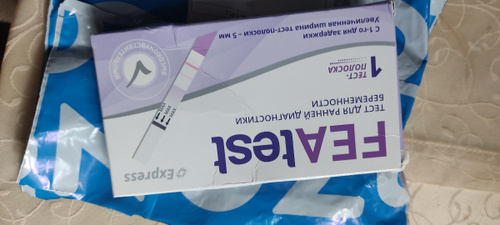 FEAtest
ТЕСТ ДЛЯ РАННЕЙ ДИАГНОСТИКИ
БЕРЕМЕННОСТИ
1 ТЕСТ-
ПОЛОСКА
С 1-го дня задержки
Увеличенная ширина тест-полоски - 5 мм
Express
OZ